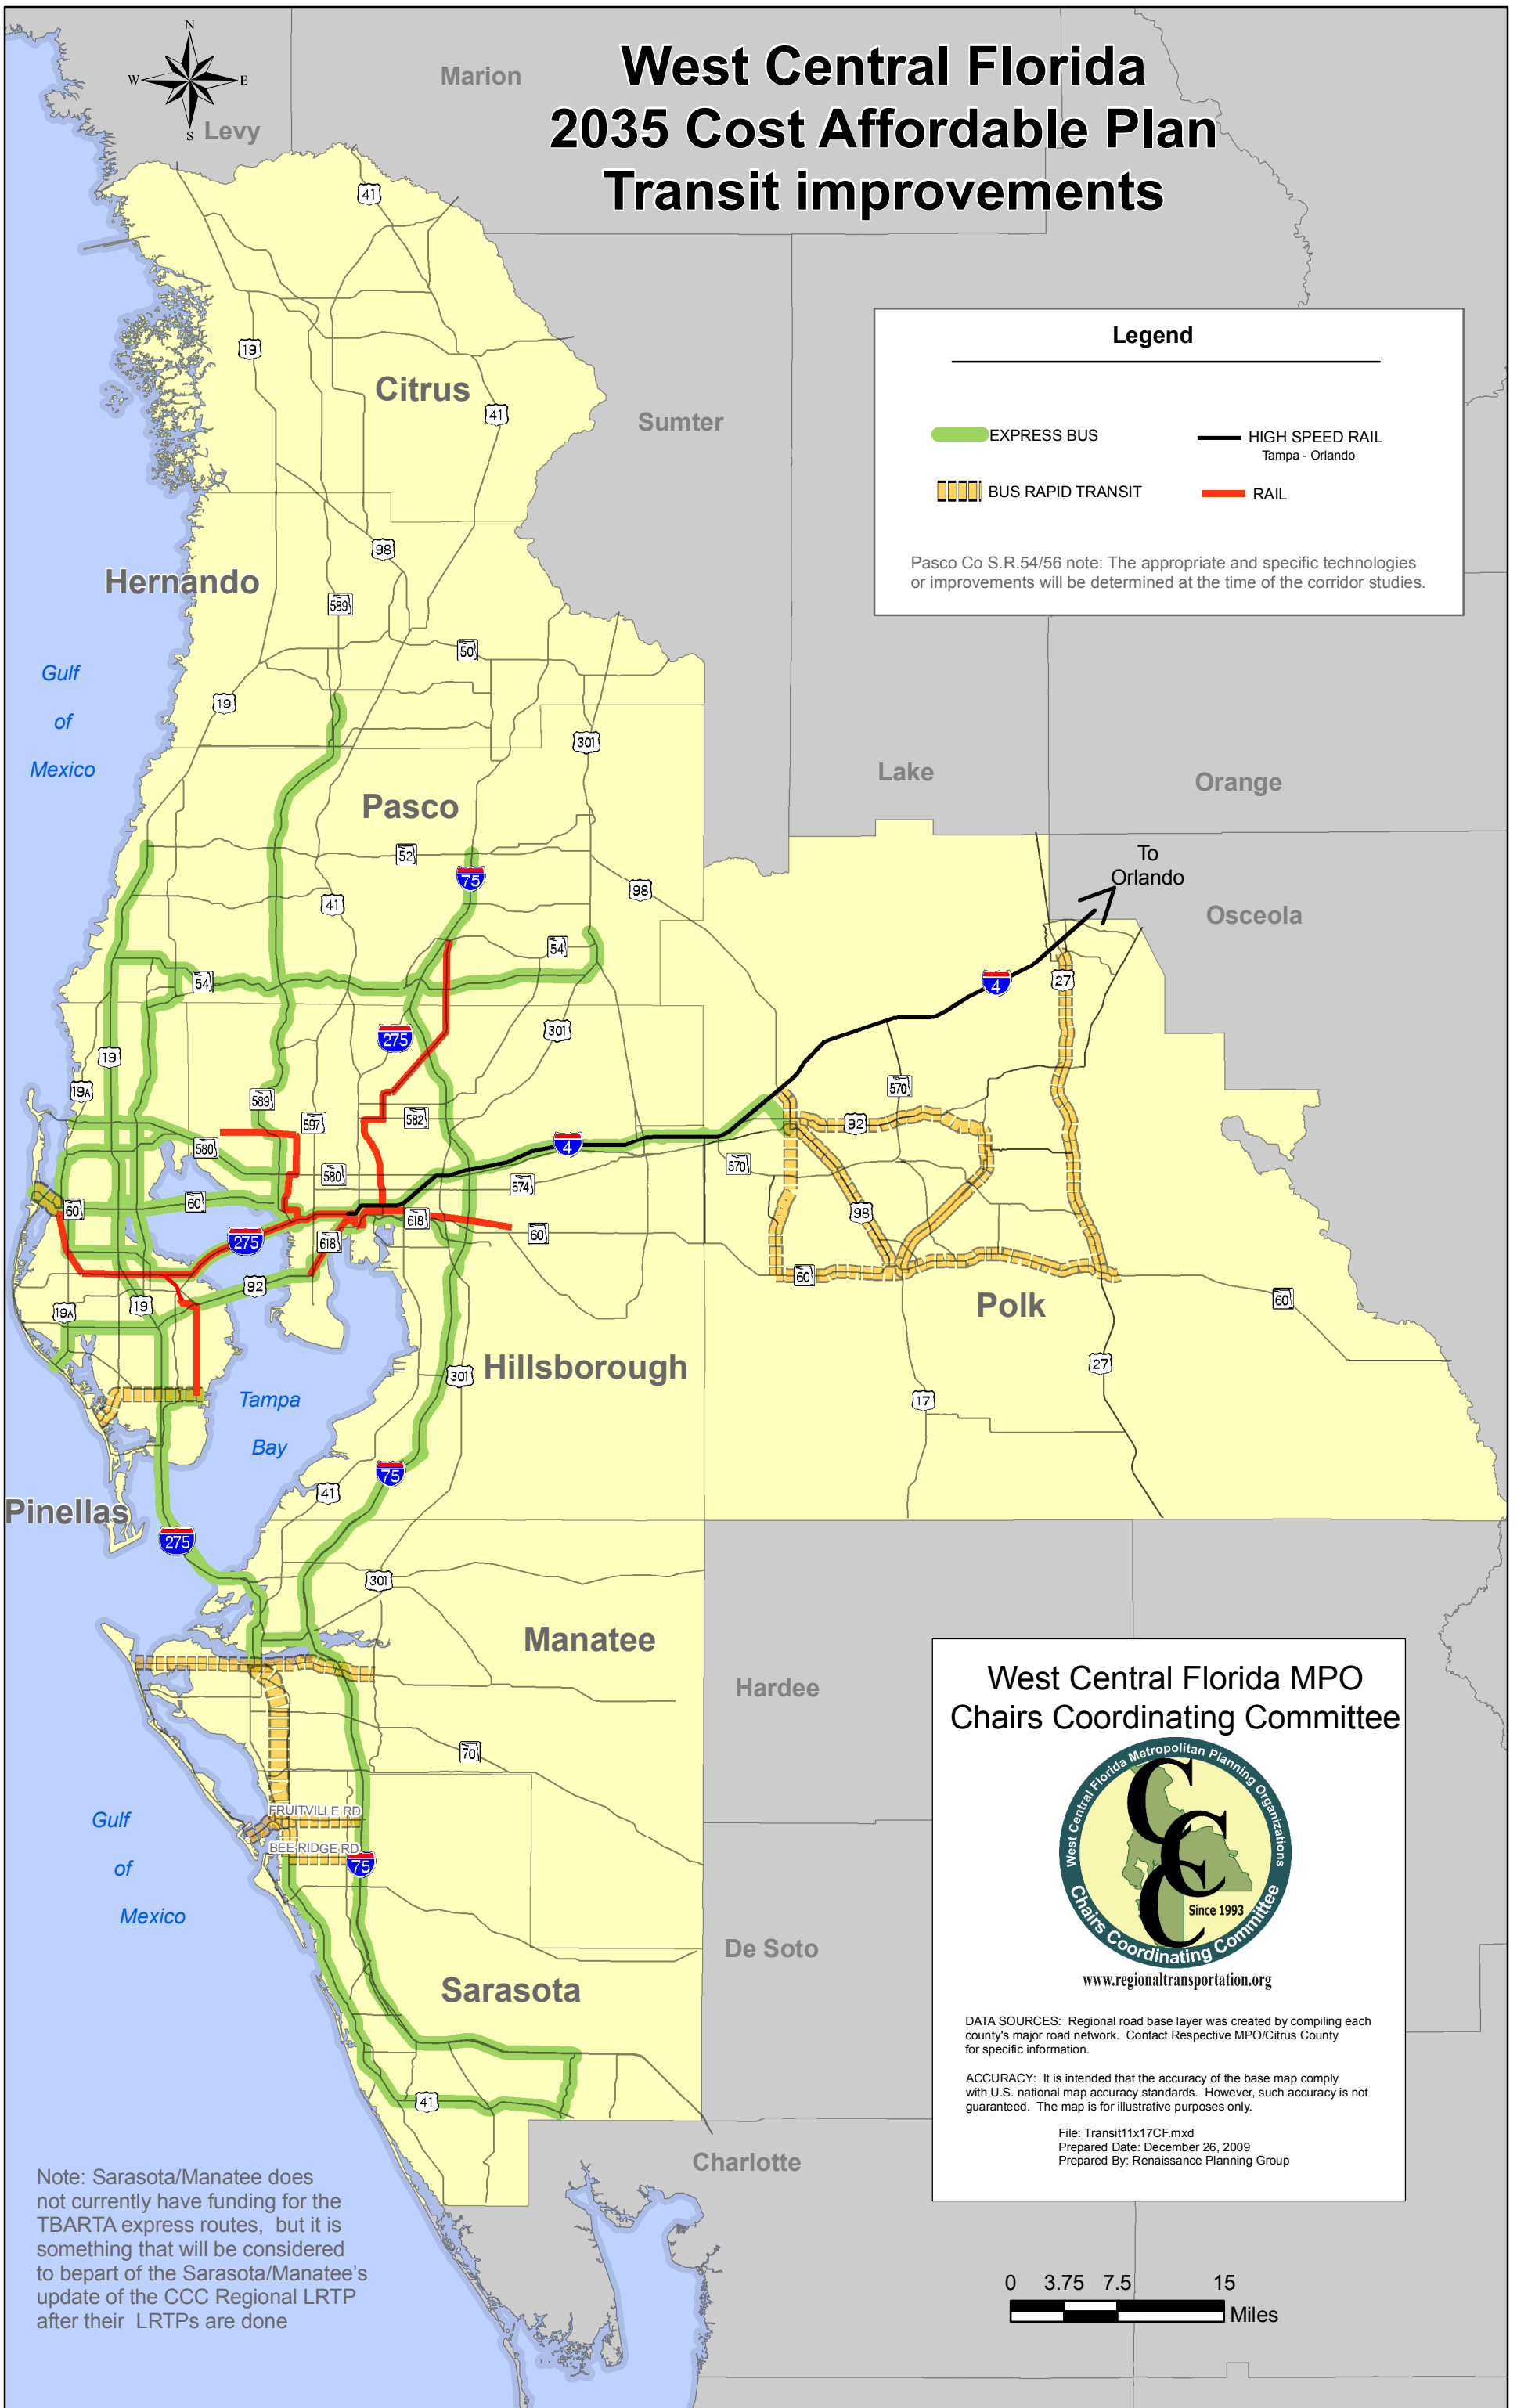 West Central Florida
2035 Cost Affordable Plan
Transit improvements
N
W
E
S
Marion
Levy
41
19
Citrus
41
Sumter
Legend
EXPRESS BUS
HIGH SPEED RAIL
Tampa - Orlando
BUS RAPID TRANSIT
RAIL
Pasco Co S.R.54/56 note: The appropriate and specific technologies
or improvements will be determined at the time of the corridor studies.
98
Hernando
589
50
Gulf
of
Mexico
19
301
Lake
Orange
Pasco
52
75
98
41
To
Orlando
Osceola
54
54
4
27
275
301
19
19A
589
597
582
570
92
580
580
4
574
570
60
60
618
60
98
275
618
92
60
19A
19
Polk
60
Hillsborough
27
301
17
Tampa
Bay
75
41
Pinellas
275
301
Manatee
Hardee
70
Gulf
of
Mexico
FRUITVILLE RD
BEE RIDGE RD
75
De Soto
Sarasota
41
Charlotte
West Central Florida MPO
Chairs Coordinating Committee
West Central Florida Metropolitan Planning Organizations
C
C
C
Since 1993
Chairs Coordinating Committee
www.regionaltransportation.org
DATA SOURCES: Regional road base layer was created by compiling each
county's major road network. Contact Respective MPO/Citrus County
for specific information.
ACCURACY: It is intended that the accuracy of the base map comply
with U.S. national map accuracy standards. However, such accuracy is not
guaranteed. The map is for illustrative purposes only.
File: Transit11x17CF.mxd
Prepared Date: December 26, 2009
Prepared By: Renaissance Planning Group
Note: Sarasota/Manatee does
not currently have funding for the
TBARTA express routes, but it is
something that will be considered
to bepart of the Sarasota/Manatee's
update of the CCC Regional LRTP
after their LRTPs are done
0 3.75 7.5 15
Miles